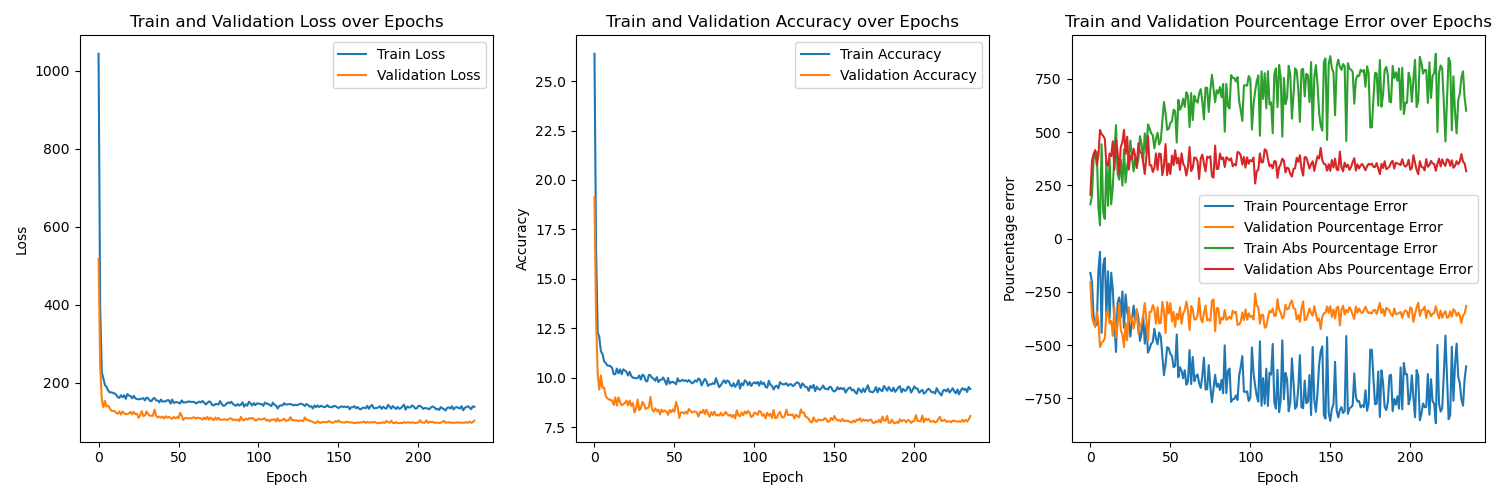 Train and Validation Loss over Epochs
Train Loss
Validation Loss
1000
800
600
400
200
Loss
0
50
100
150
200
Epoch
Train and Validation Accuracy over Epochs
Train Accuracy
Validation Accuracy
25.0
22.5
20.0
17.5
15.0
12.5
10.0
7.5
Accuracy
0
50
100
150
200
Epoch
Train and Validation Pourcentage Error over Epochs
750
500
250
0
−250
−500
−750
Pourcentage error
Train Pourcentage Error
Validation Pourcentage Error
Train Abs Pourcentage Error
Validation Abs Pourcentage Error
0
50
100
150
200
Epoch